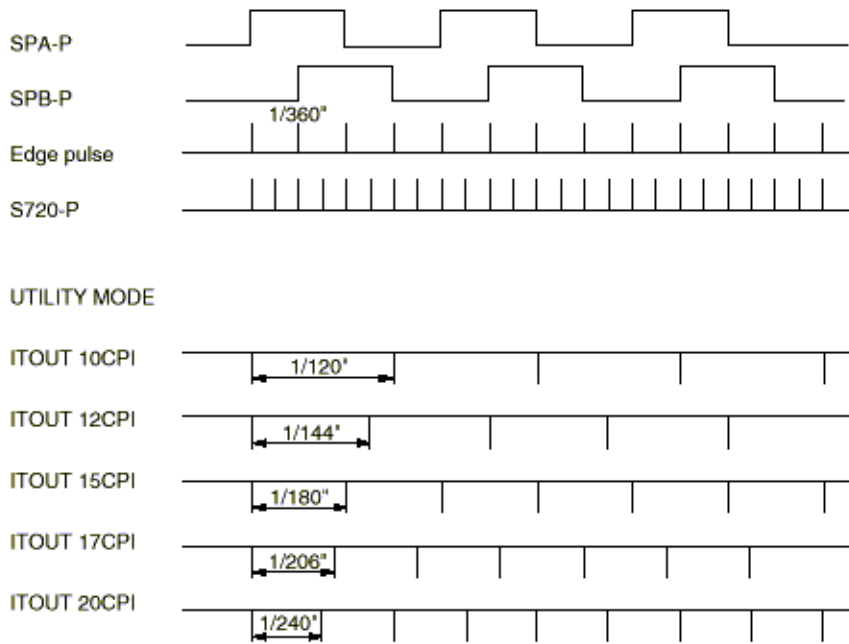 SPA-P
SPB-P
1/360"
Edge pulse
S720-P
UTILITY MODE
ITOUT 10CPI
1/120"
ITOUT 12CPI
1/144"
ITOUT 15CPI
1/180"
ITOUT 17CPI
1/206"
ITOUT 20CPI
1/240"